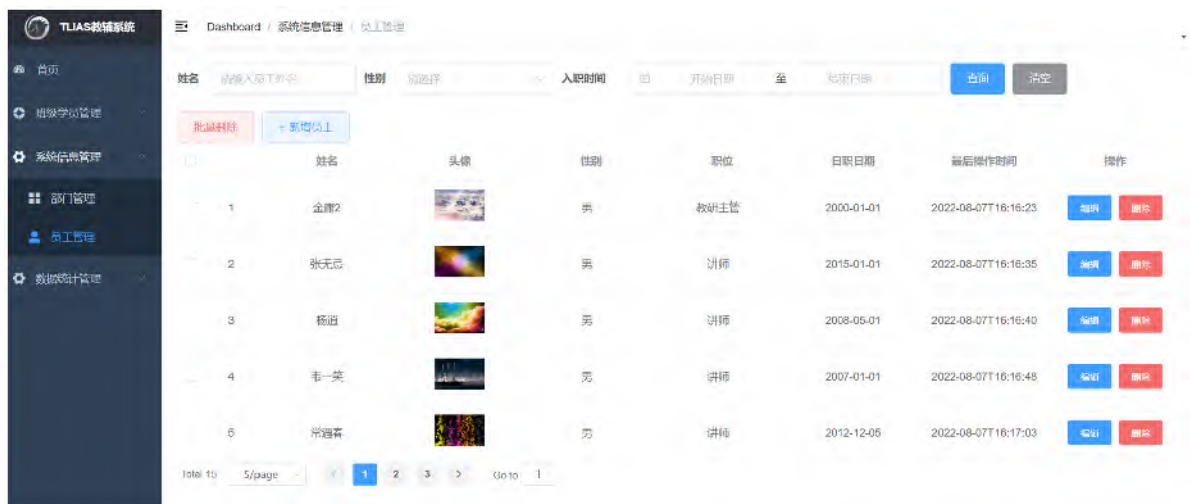 TLIAS教辅系统
Dashboard / 系统信息管理 / 员工管理
首页
姓名 请输入员工姓名 性别 请选择 入职时间 开始日期 至 结束日期 查询 清空
班级学员管理
批量删除 + 新增员工
系统信息管理
姓名 头像 性别 职位 日职日期 最后操作时间 操作
部门管理
1 金庸2 男 教研主管 2000-01-01 2022-08-07T16:16:23 编辑 删除
员工管理
2 张无忌 男 讲师 2015-01-01 2022-08-07T16:16:35 编辑 删除
数据统计管理
3 杨逍 男 讲师 2008-05-01 2022-08-07T16:16:40 编辑 删除
4 韦一笑 男 讲师 2007-01-01 2022-08-07T16:16:48 编辑 删除
5 常遇春 男 讲师 2012-12-05 2022-08-07T16:17:03 编辑 删除
Total 15 5/page 1 2 3 Go to 1